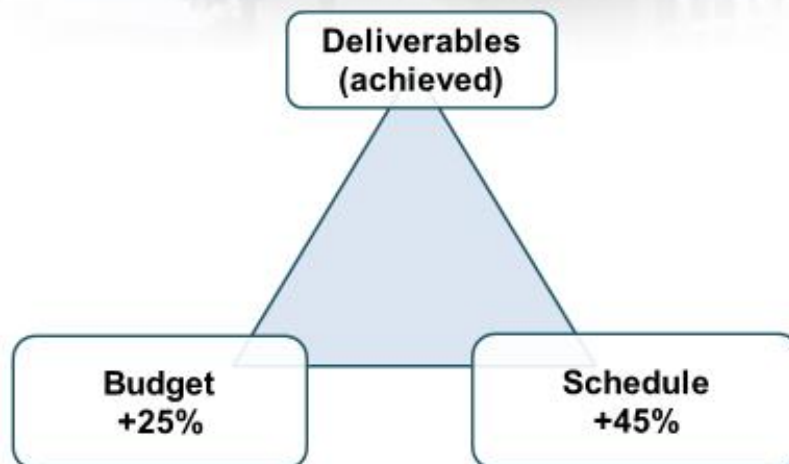 Deliverables
(achieved)
Budget
+25%
Schedule
+45%